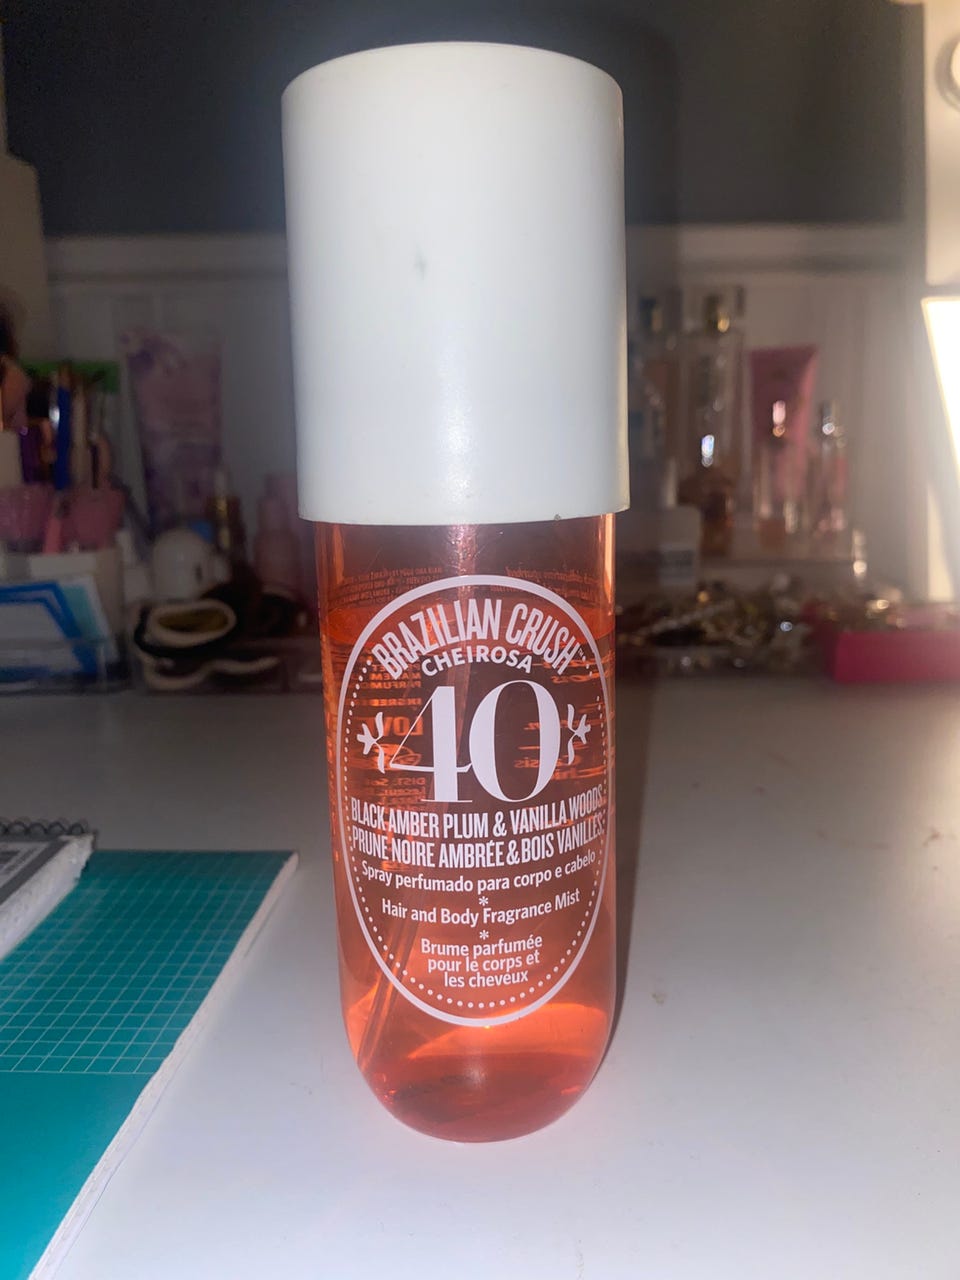 BRAZILIAN CRUSH™
CHEIROSA
40
BLACK AMBER PLUM & VANILLA WOODS
PRUNE NOIRE AMBRÉE & BOIS VANILLÉS
Spray perfumado para corpo e cabelo
*
Hair and Body Fragrance Mist
*
Brume parfumée
pour le corps et
les cheveux